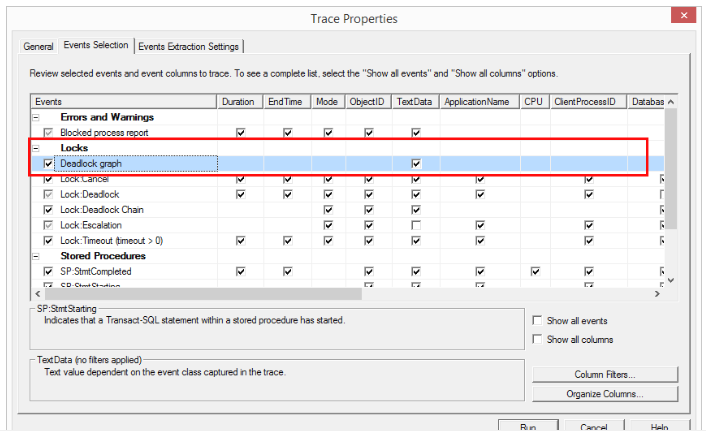 Trace Properties
General Events Selection Events Extraction Settings
Review selected events and event columns to trace. To see a complete list, select the "Show all events" and "Show all columns" options.
Events Duration EndTime Mode ObjectID TextData ApplicationName CPU ClientProcessID Databas
Errors and Warnings
Blocked process report
Locks
Deadlock graph
Lock:Cancel
Lock:Deadlock
Lock:Deadlock Chain
Lock:Escalation
Lock:Timeout (timeout > 0)
Stored Procedures
SP:StmtCompleted
SP:StmtStarting
SP:StmtStarting
Indicates that a Transact-SQL statement within a stored procedure has started.
Show all events
Show all columns
TextData (no filters applied)
Text value dependent on the event class captured in the trace.
Column Filters...
Organize Columns...
Run Cancel Help